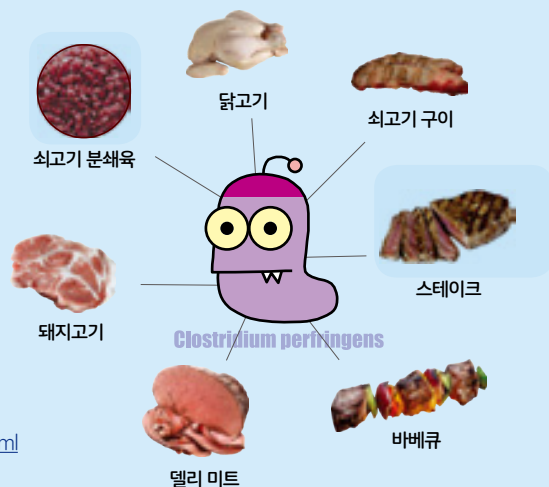 닭고기
쇠고기 구이
쇠고기 분쇄육
스테이크
돼지고기
Clostridium perfringens
바베큐
ml
델리 미트